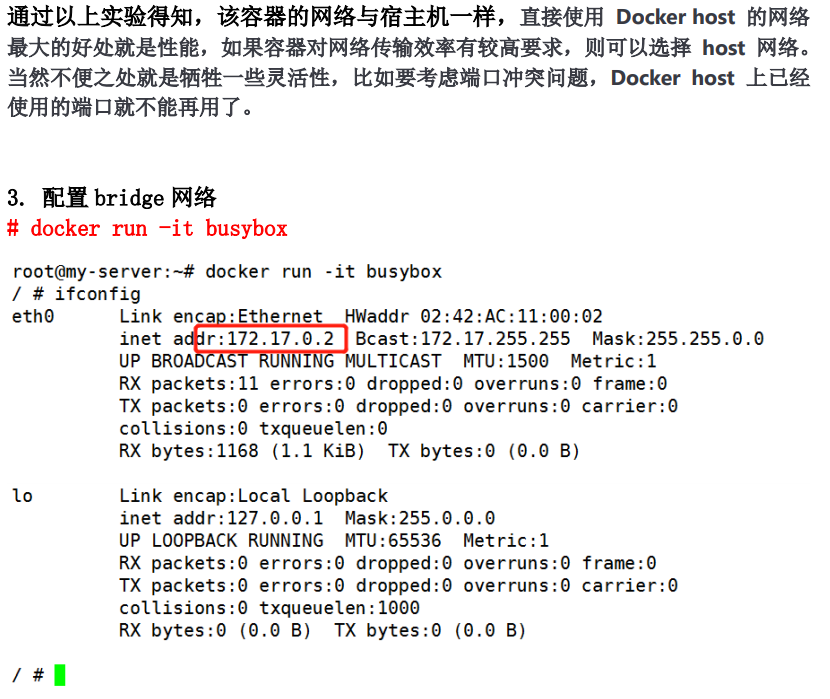 通过以上实验得知，该容器的网络与宿主机一样，直接使用 Docker host 的网络
最大的好处就是性能，如果容器对网络传输效率有较高要求，则可以选择 host 网络。
当然不便之处就是牺牲一些灵活性，比如要考虑端口冲突问题，Docker host 上已经
使用的端口就不能再用了。
3. 配置 bridge 网络
# docker run -it busybox
root@my-server:~# docker run -it busybox
/ # ifconfig
eth0 Link encap:Ethernet HWaddr 02:42:AC:11:00:02
inet addr:172.17.0.2 Bcast:172.17.255.255 Mask:255.255.0.0
UP BROADCAST RUNNING MULTICAST MTU:1500 Metric:1
RX packets:11 errors:0 dropped:0 overruns:0 frame:0
TX packets:0 errors:0 dropped:0 overruns:0 carrier:0
collisions:0 txqueuelen:0
RX bytes:1168 (1.1 KiB) TX bytes:0 (0.0 B)
lo Link encap:Local Loopback
inet addr:127.0.0.1 Mask:255.0.0.0
UP LOOPBACK RUNNING MTU:65536 Metric:1
RX packets:0 errors:0 dropped:0 overruns:0 frame:0
TX packets:0 errors:0 dropped:0 overruns:0 carrier:0
collisions:0 txqueuelen:1000
RX bytes:0 (0.0 B) TX bytes:0 (0.0 B)
/ #